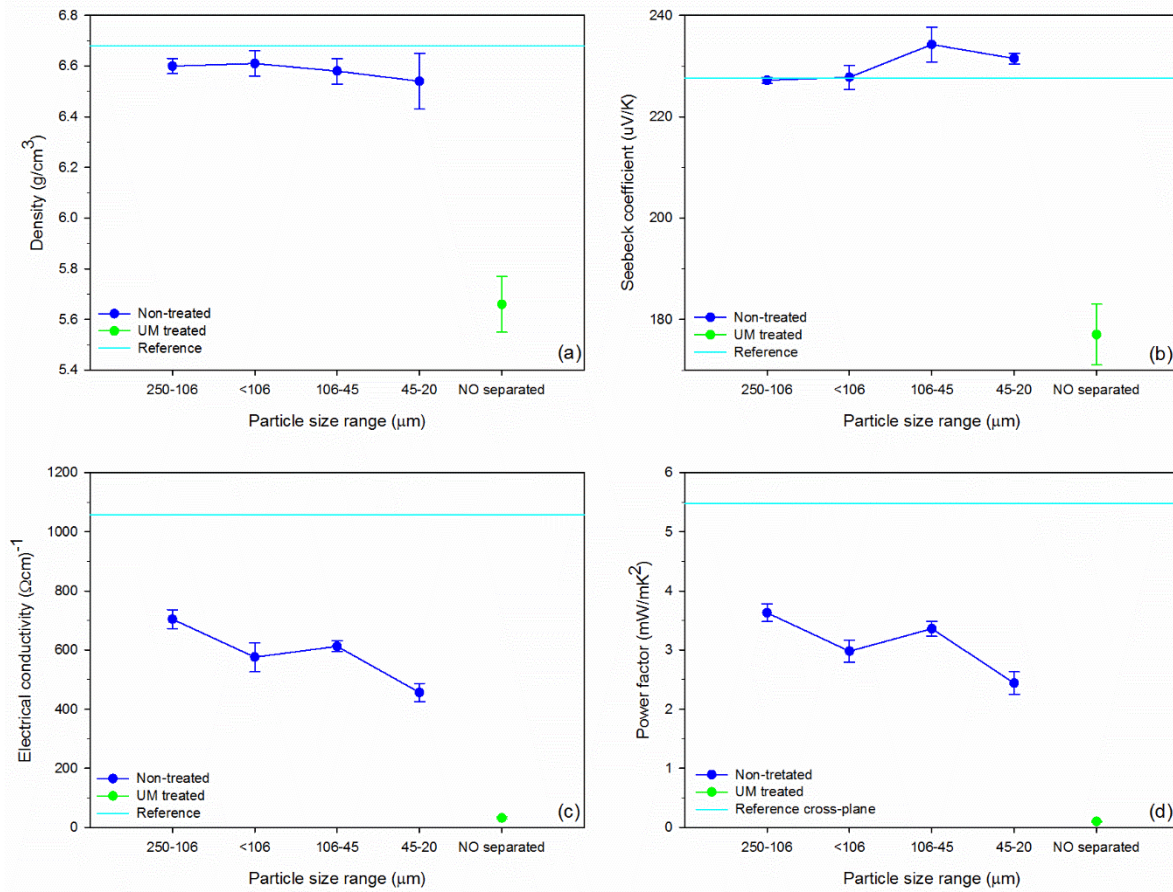 6.8
6.6
6.4
6.2
6.0
5.8
5.6
5.4
Density (g/cm³)
Non-treated
UM treated
Reference
(a)
250-106 <106 106-45 45-20 NO separated
Particle size range (μm)
240
220
200
180
Seebeck coefficient (uV/K)
Non-treated
UM treated
Reference
(b)
250-106 <106 106-45 45-20 NO separated
Particle size range (μm)
1200
1000
800
600
400
200
0
Electrical conductivity (Ωcm)⁻¹
Non-treated
UM treated
Reference
(c)
250-106 <106 106-45 45-20 NO separated
Particle size range (μm)
6
5
4
3
2
1
0
Power factor (mW/mK²)
Non-tretated
UM treated
Reference cross-plane
(d)
250-106 <106 106-45 45-20 NO separated
Particle size range (μm)